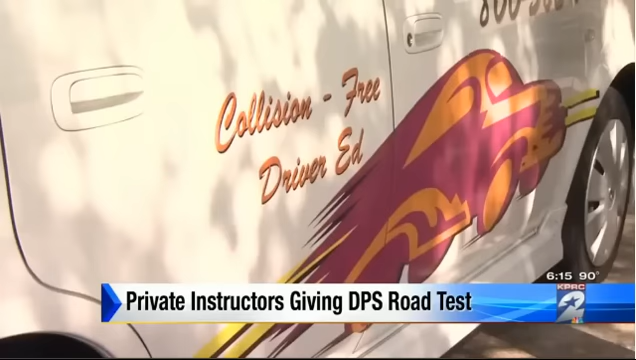 Collision - Free
Driver Ed
6:15 90°
KPRC
2
Private Instructors Giving DPS Road Test